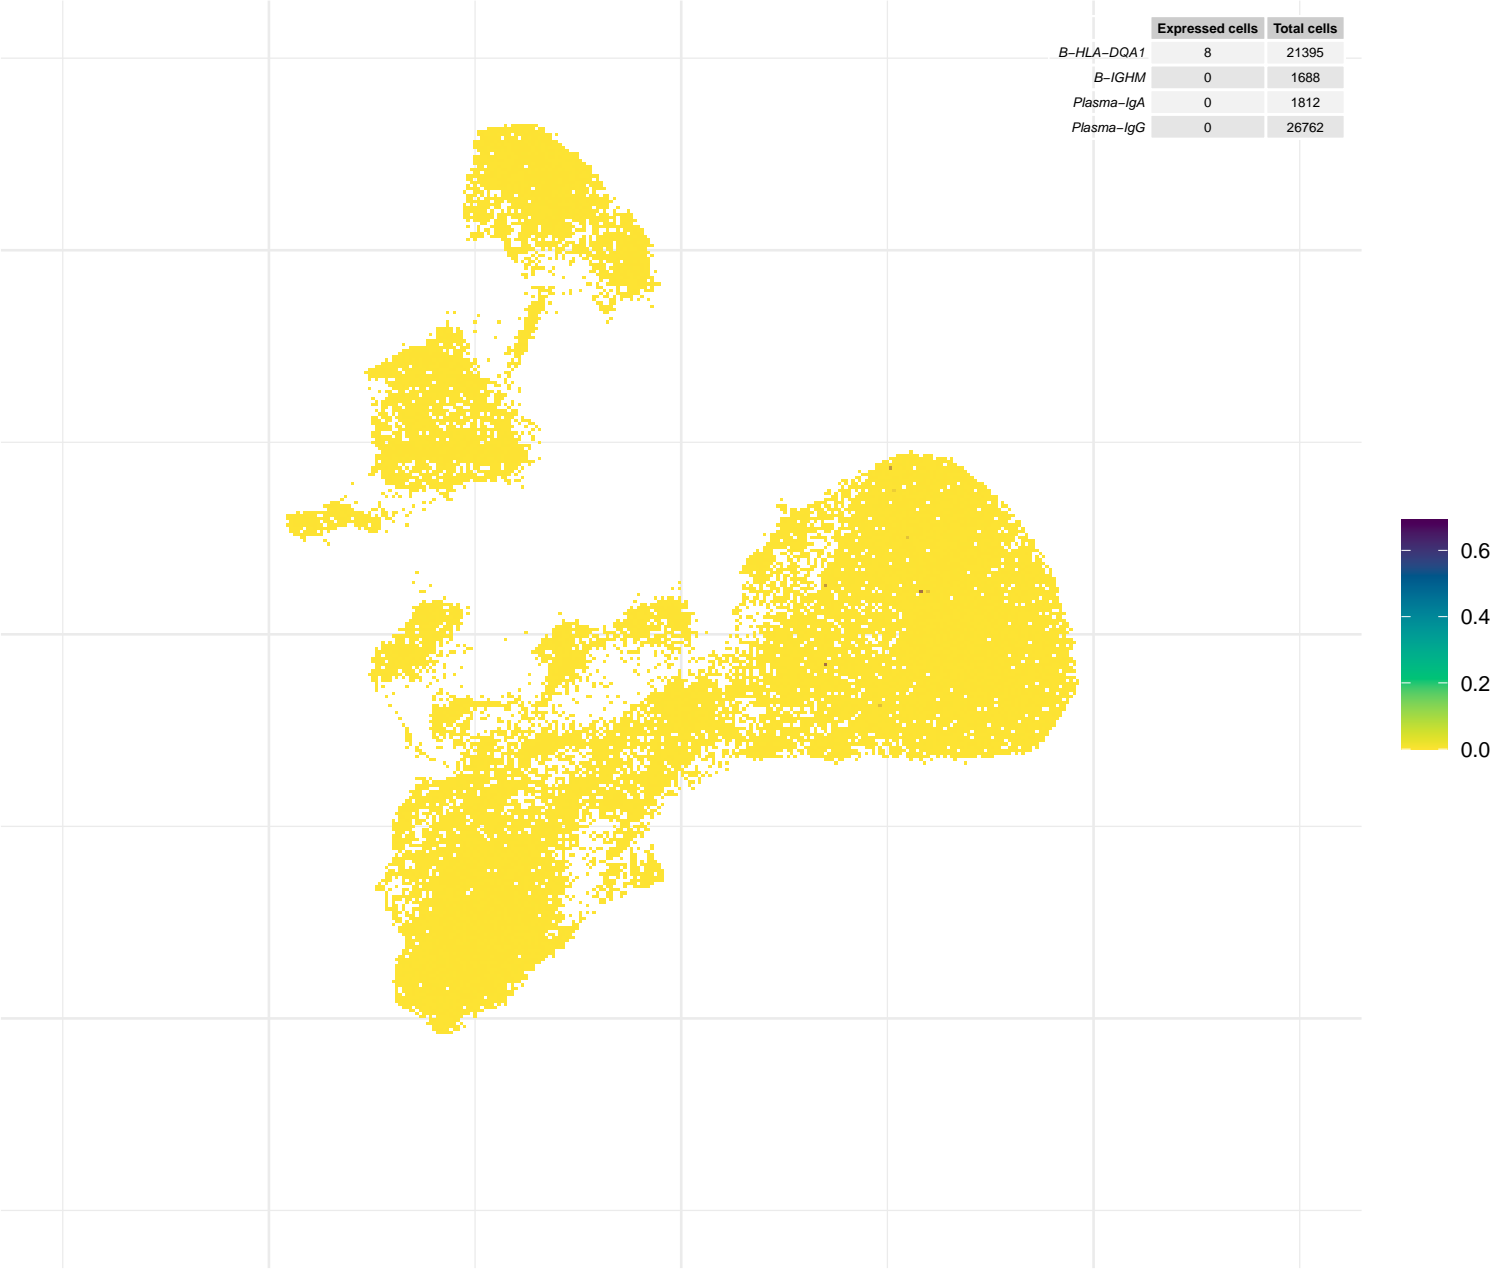 Expressed cells Total cells
B−HLA−DQA1 8 21395
B−IGHM 0 1688
Plasma−IgA 0 1812
Plasma−IgG 0 26762
0.6
0.4
0.2
0.0